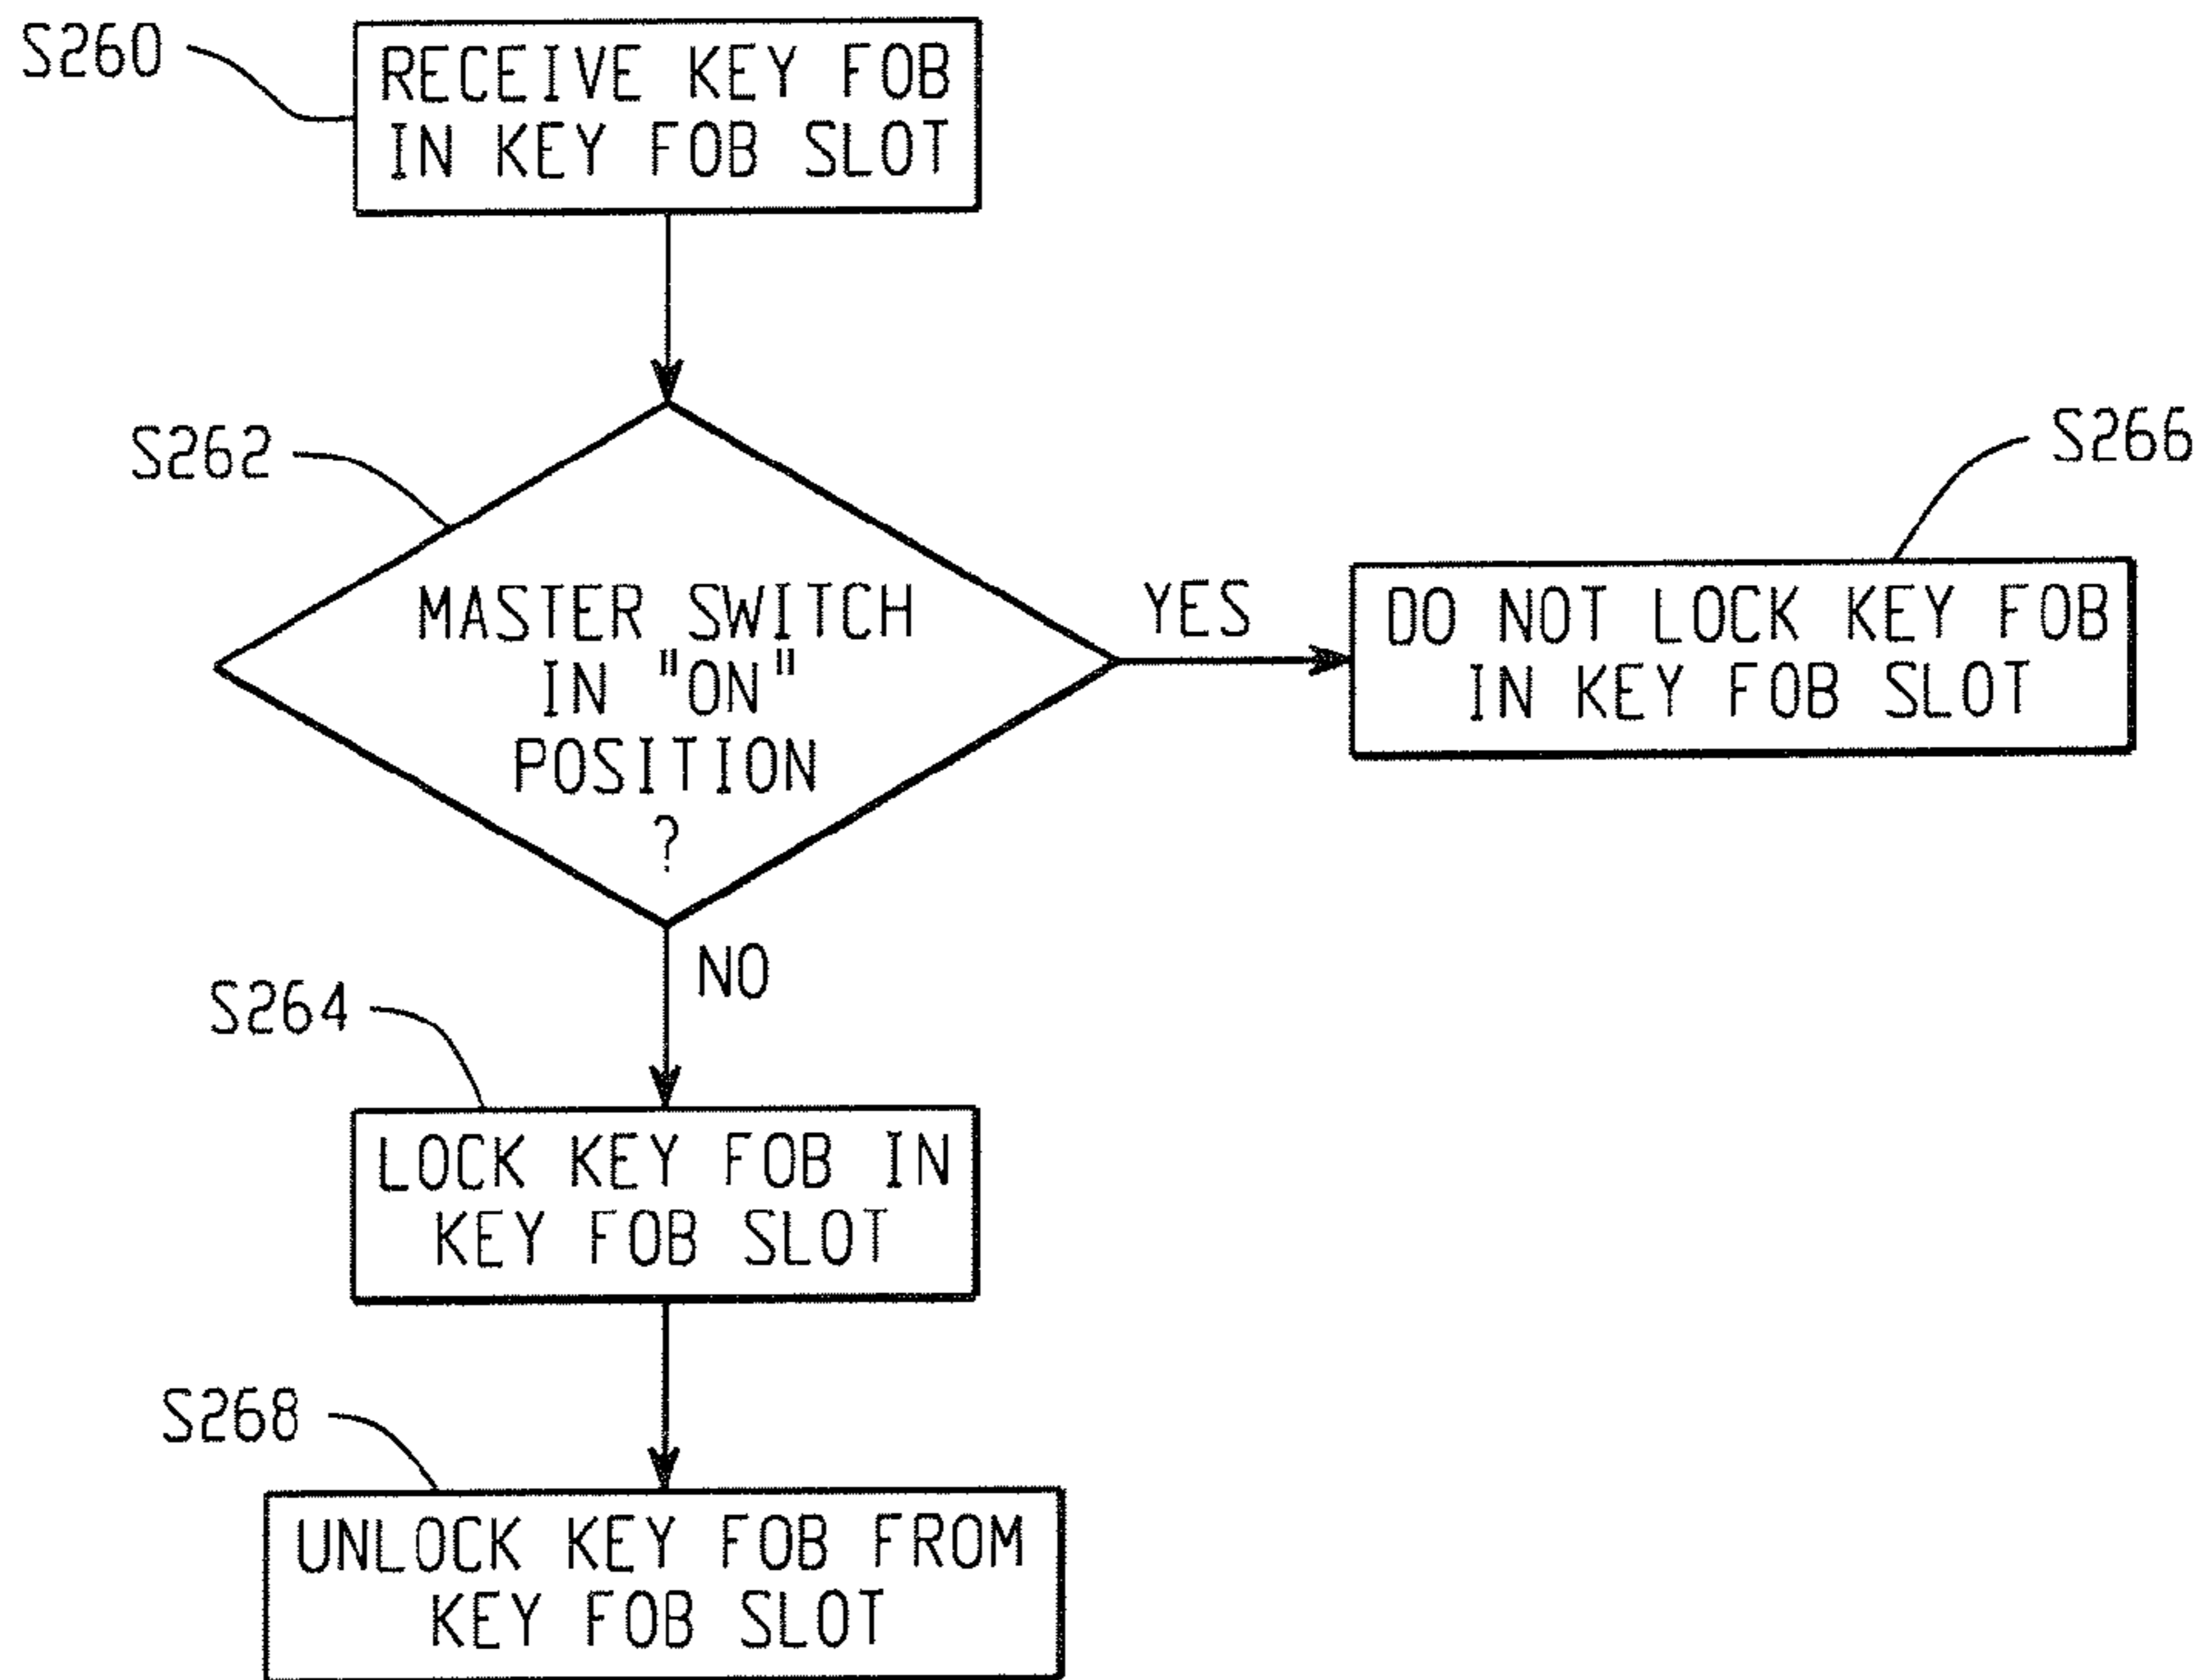 S260
RECEIVE KEY FOB
IN KEY FOB SLOT
S262
MASTER SWITCH
IN "ON"
POSITION
?
YES
S266
DO NOT LOCK KEY FOB
IN KEY FOB SLOT
NO
S264
LOCK KEY FOB IN
KEY FOB SLOT
S268
UNLOCK KEY FOB FROM
KEY FOB SLOT